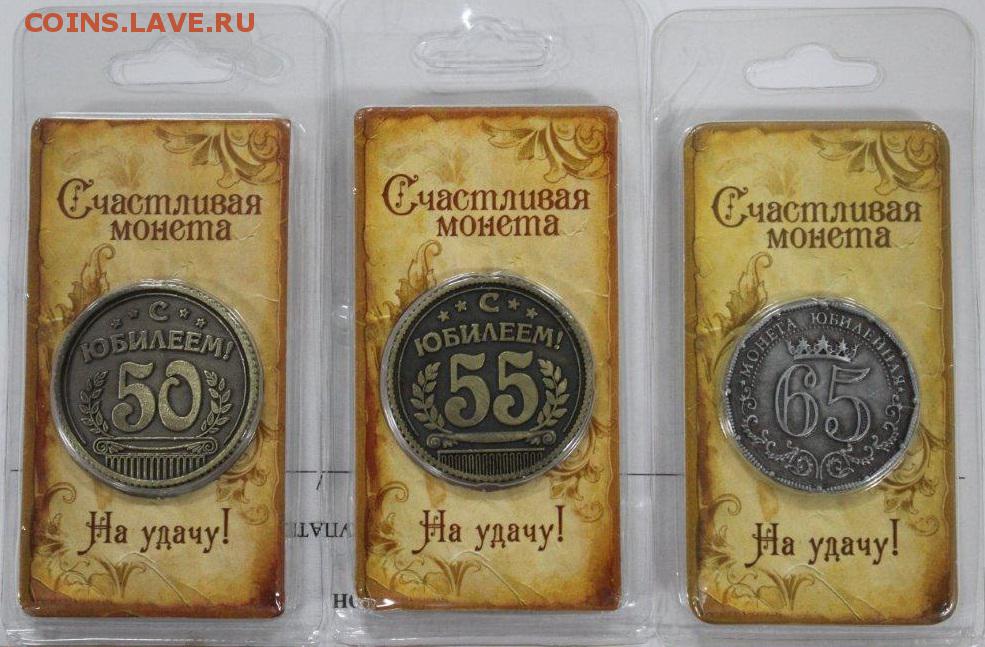 COINS.LAVE.RU
Счастливая
монета
С
ЮБИЛЕЕМ!
50
На удачу!
Счастливая
монета
С
ЮБИЛЕЕМ!
55
На удачу!
Счастливая
монета
МОНЕТА ЮБИЛЕЙНАЯ
65
На удачу!